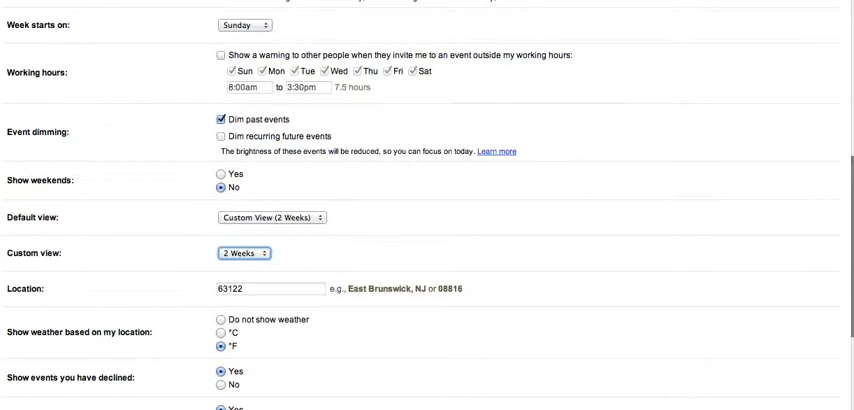 Week starts on:
Sunday
Show a warning to other people when they invite me to an event outside my working hours:
Working hours:
Sun Mon Tue Wed Thu Fri Sat
8:00am to 3:30pm 7.5 hours
Event dimming:
Dim past events
Dim recurring future events
The brightness of these events will be reduced, so you can focus on today. Learn more
Show weekends:
Yes
No
Default view:
Custom View (2 Weeks)
Custom view:
2 Weeks
Location:
63122 e.g., East Brunswick, NJ or 08816
Show weather based on my location:
Do not show weather
°C
°F
Show events you have declined:
Yes
No
Yes